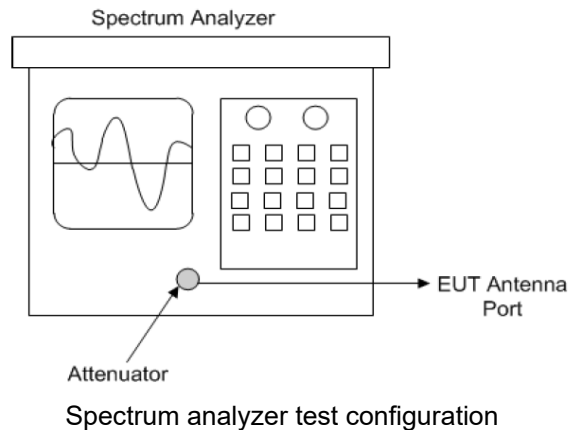 Spectrum Analyzer
EUT Antenna
Port
Attenuator
Spectrum analyzer test configuration